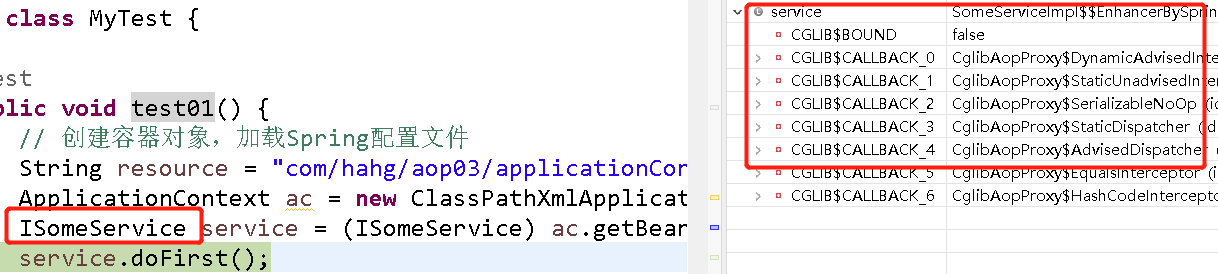 class MyTest {
est
blic void test01() {
// 创建容器对象，加载Spring配置文件
String resource = "com/hahg/aop03/applicationCon
ApplicationContext ac = new ClassPathXmlApplicat
ISomeService service = (ISomeService) ac.getBear
service.doFirst();
service SomeServiceImpl$$EnhancerBySprin
CGLIB$BOUND false
CGLIB$CALLBACK_0 CglibAopProxy$DynamicAdvisedInte
CGLIB$CALLBACK_1 CglibAopProxy$StaticUnadvisedInter
CGLIB$CALLBACK_2 CglibAopProxy$SerializableNoOp (id
CGLIB$CALLBACK_3 CglibAopProxy$StaticDispatcher (id
CGLIB$CALLBACK_4 CglibAopProxy$AdvisedDispatcher (
CGLIB$CALLBACK_5 CglibAopProxy$EqualsInterceptor (i
CGLIB$CALLBACK_6 CglibAopProxy$HashCodeIntercepto